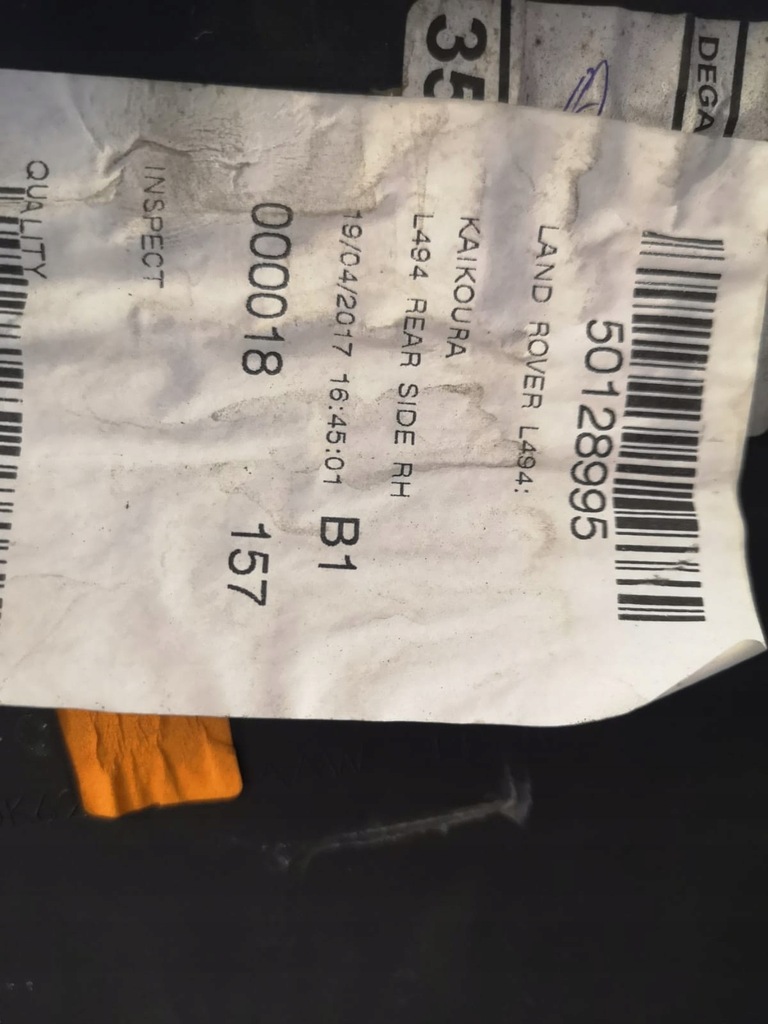 50128995
LAND ROVER L494:
KAIKOURA
L494 REAR SIDE RH
19/04/2017 16:45:01 B1
000018 157
INSPECT
QUALITY
35
DEGA